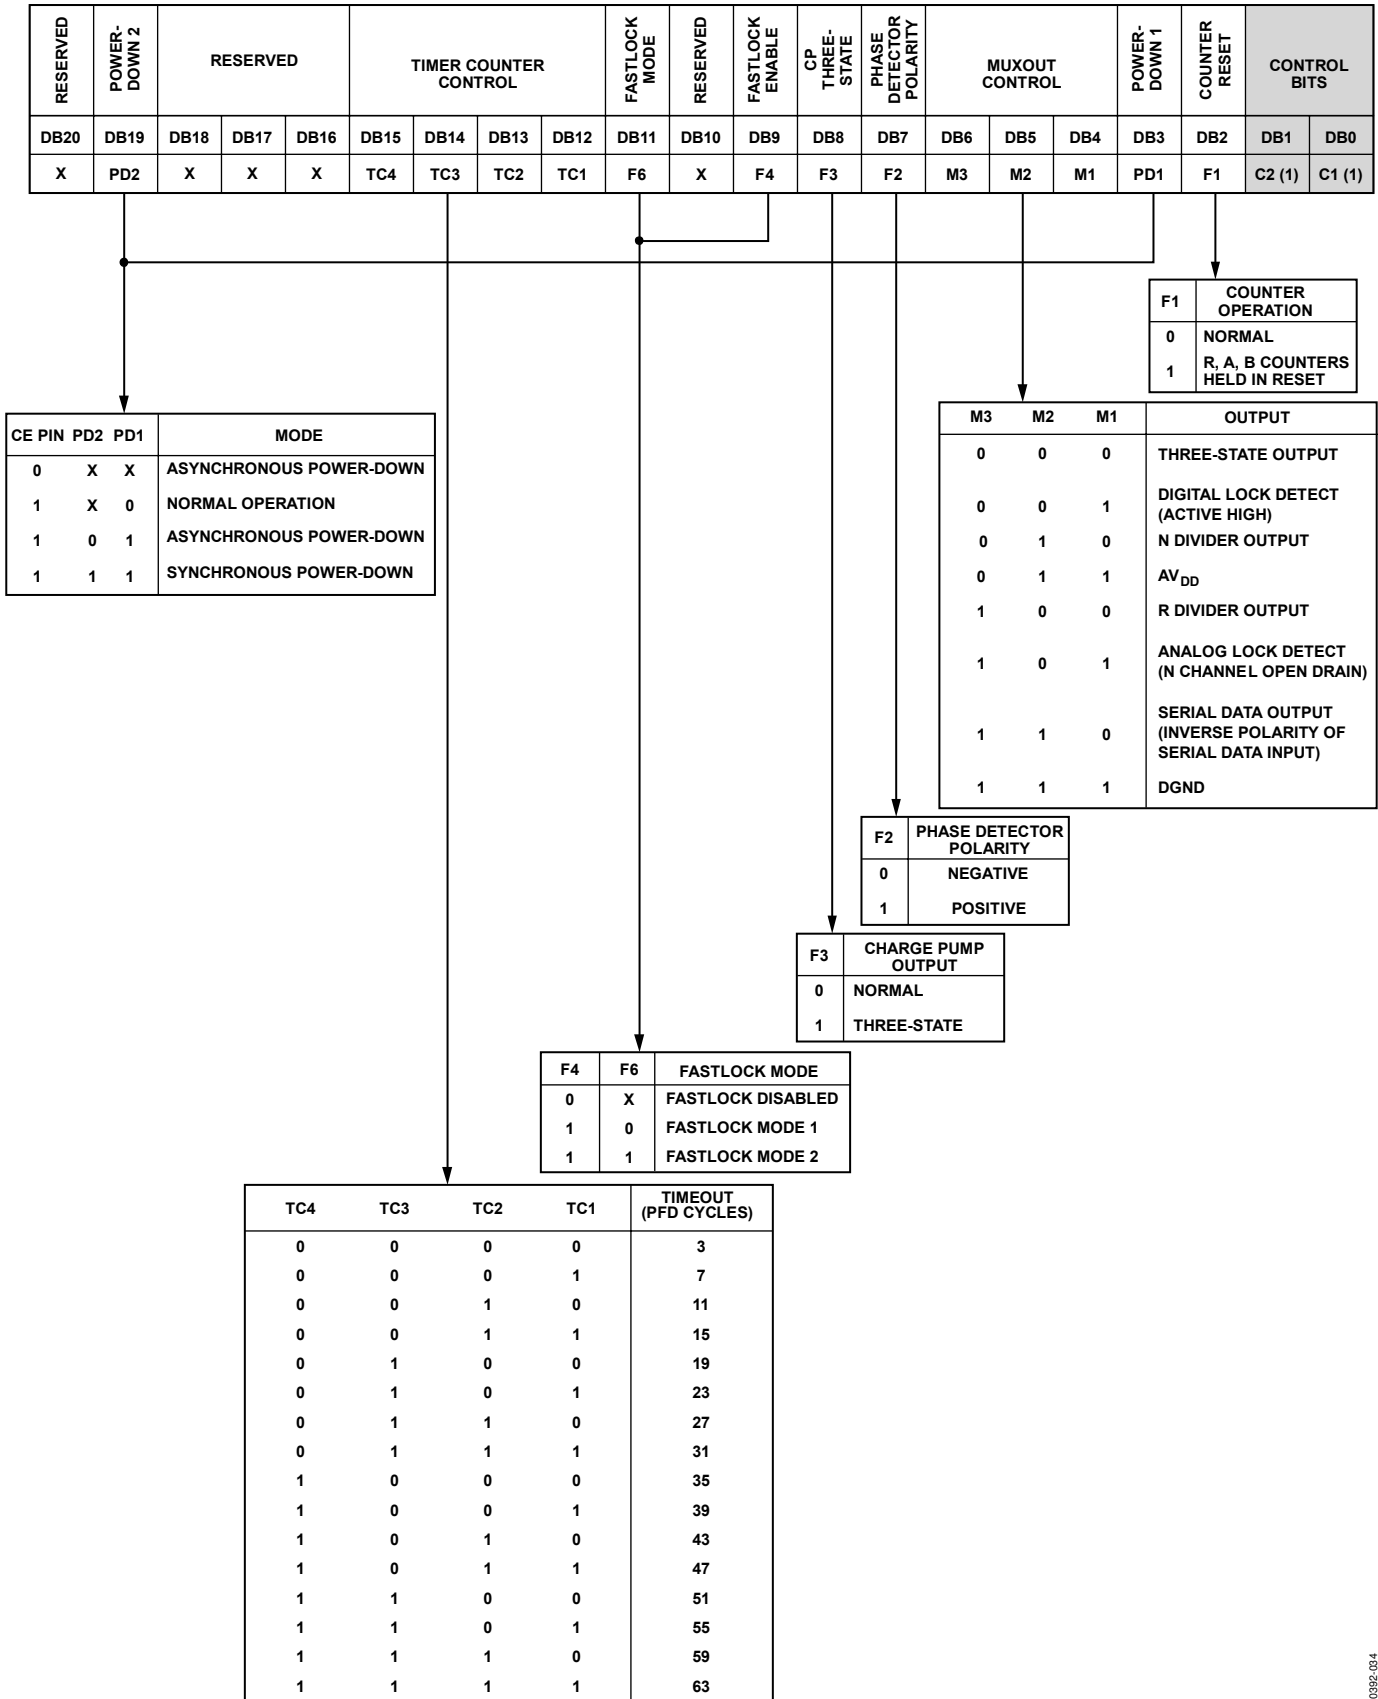 RESERVED
POWER-
DOWN 2
RESERVED
TIMER COUNTER
CONTROL
FASTLOCK
MODE
RESERVED
FASTLOCK
ENABLE
CP
THREE-
STATE
PHASE
DETECTOR
POLARITY
MUXOUT
CONTROL
POWER-
DOWN 1
COUNTER
RESET
CONTROL
BITS
DB20 DB19 DB18 DB17 DB16 DB15 DB14 DB13 DB12 DB11 DB10 DB9 DB8 DB7 DB6 DB5 DB4 DB3 DB2 DB1 DB0
X PD2 X X X TC4 TC3 TC2 TC1 F6 X F4 F3 F2 M3 M2 M1 PD1 F1 C2 (1) C1 (1)
F1 COUNTER
OPERATION
0 NORMAL
1 R, A, B COUNTERS
HELD IN RESET
CE PIN PD2 PD1 MODE
0 X X ASYNCHRONOUS POWER-DOWN
1 X 0 NORMAL OPERATION
1 0 1 ASYNCHRONOUS POWER-DOWN
1 1 1 SYNCHRONOUS POWER-DOWN
M3 M2 M1 OUTPUT
0 0 0 THREE-STATE OUTPUT
0 0 1 DIGITAL LOCK DETECT
(ACTIVE HIGH)
0 1 0 N DIVIDER OUTPUT
0 1 1 AVDD
1 0 0 R DIVIDER OUTPUT
1 0 1 ANALOG LOCK DETECT
(N CHANNEL OPEN DRAIN)
1 1 0 SERIAL DATA OUTPUT
(INVERSE POLARITY OF
SERIAL DATA INPUT)
1 1 1 DGND
F2 PHASE DETECTOR
POLARITY
0 NEGATIVE
1 POSITIVE
F3 CHARGE PUMP
OUTPUT
0 NORMAL
1 THREE-STATE
F4 F6 FASTLOCK MODE
0 X FASTLOCK DISABLED
1 0 FASTLOCK MODE 1
1 1 FASTLOCK MODE 2
TC4 TC3 TC2 TC1 TIMEOUT
(PFD CYCLES)
0 0 0 0 3
0 0 0 1 7
0 0 1 0 11
0 0 1 1 15
0 1 0 0 19
0 1 0 1 23
0 1 1 0 27
0 1 1 1 31
1 0 0 0 35
1 0 0 1 39
1 0 1 0 43
1 0 1 1 47
1 1 0 0 51
1 1 0 1 55
1 1 1 0 59
1 1 1 1 63
0392-034